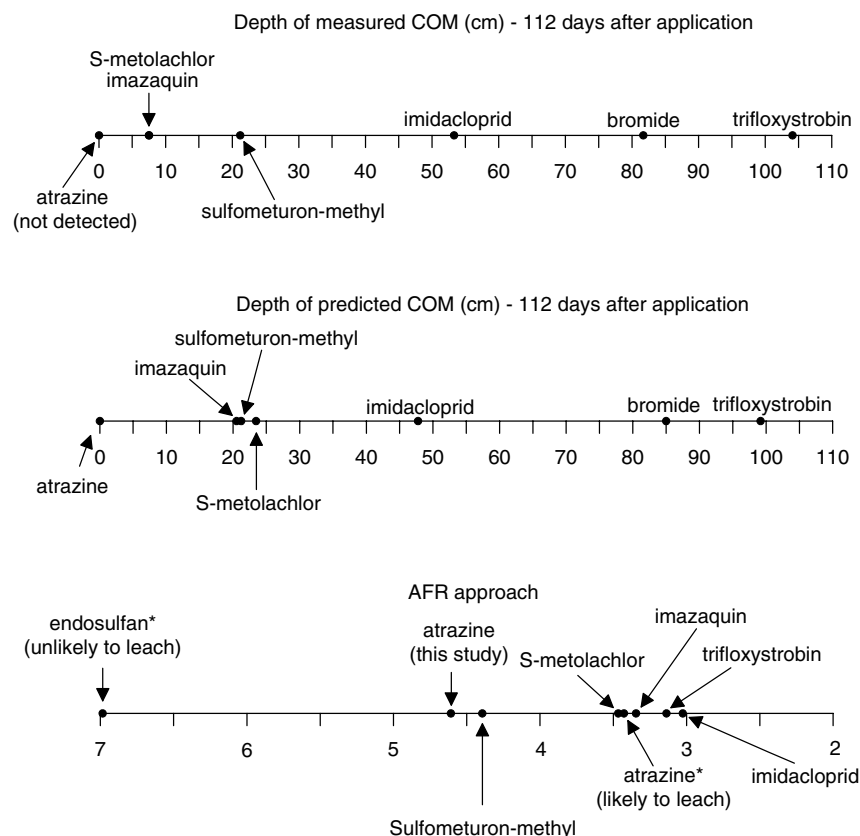 Depth of measured COM (cm) - 112 days after application
S-metolachlor
imazaquin
imidacloprid
bromide
trifloxystrobin
0 10 20 30 40 50 60 70 80 90 100 110
atrazine
(not detected)
sulfometuron-methyl
Depth of predicted COM (cm) - 112 days after application
sulfometuron-methyl
imazaquin
imidacloprid
bromide
trifloxystrobin
0 10 20 30 40 50 60 70 80 90 100 110
atrazine
S-metolachlor
AFR approach
endosulfan*
(unlikely to leach)
atrazine
(this study)
S-metolachlor
imazaquin
trifloxystrobin
7 6 5 4 3 2
atrazine*
(likely to leach)
imidacloprid
Sulfometuron-methyl